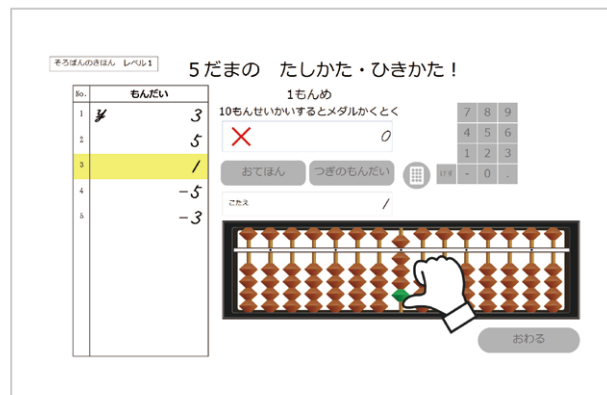 そろばんのきほん レベル1
5だまの たしかた・ひきかた!
No. もんだい
1 ¥ 3
2 5
3 1
4 -5
5 -3
1もんめ
10もんせいかいするとメダルかくとく
0
おてほん つぎのもんだい
こたえ 1
7 8 9
4 5 6
1 2 3
けす - 0 .
おわる